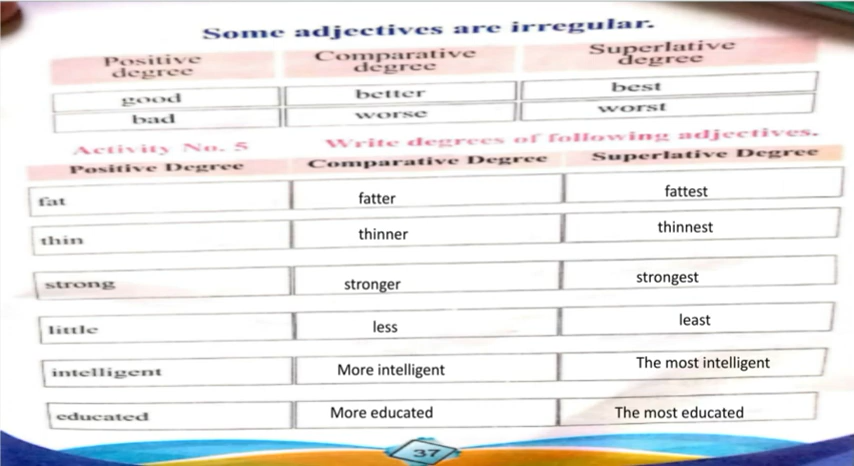 Some adjectives are irregular.
Positive degree Comparative degree Superlative degree
good better best
bad worse worst
Activity No. 5 Write degrees of following adjectives.
Positive Degree Comparative Degree Superlative Degree
fat fatter fattest
thin thinner thinnest
strong stronger strongest
little less least
intelligent More intelligent The most intelligent
educated More educated The most educated
37